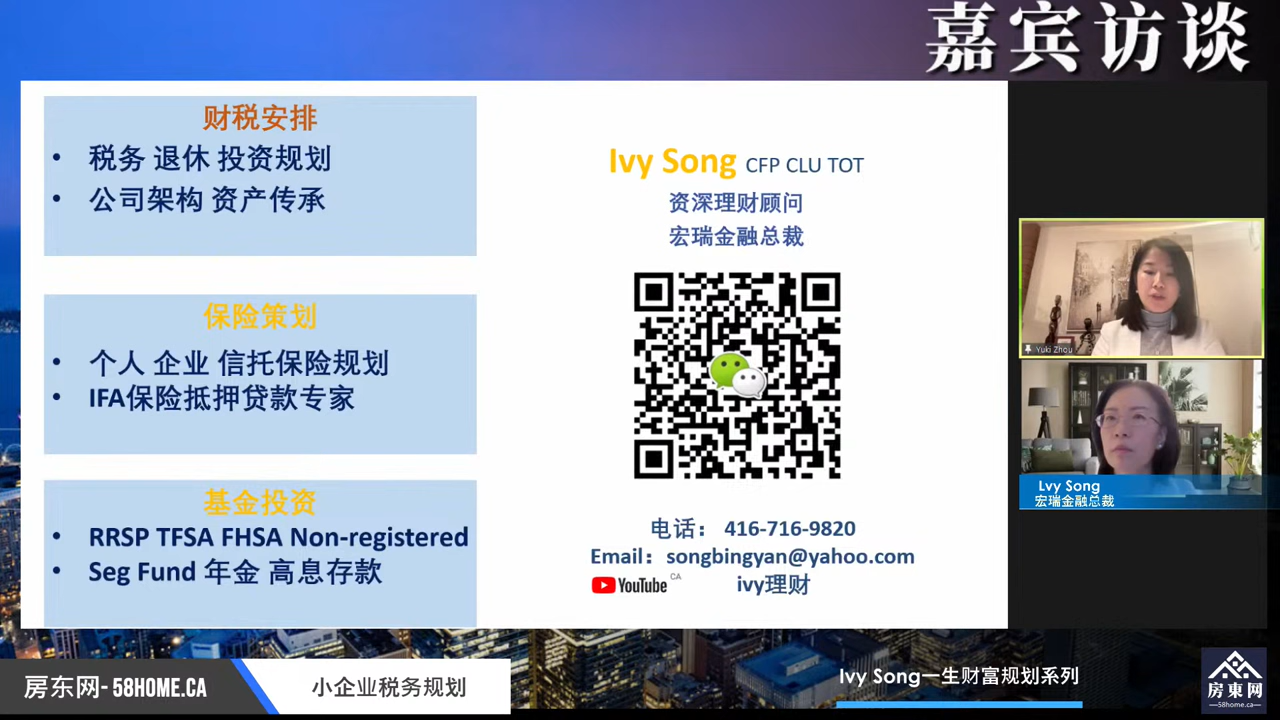 嘉宾访谈
财税安排
• 税务 退休 投资规划
• 公司架构 资产传承
保险策划
• 个人 企业 信托保险规划
• IFA保险抵押贷款专家
基金投资
• RRSP TFSA FHSA Non-registered
• Seg Fund 年金 高息存款
Ivy Song CFP CLU TOT
资深理财顾问
宏瑞金融总裁
电话： 416-716-9820
Email：songbingyan@yahoo.com
YouTube CA ivy理财
Yuki Zhou
Lvy Song
宏瑞金融总裁
房东网- 58HOME.CA
小企业税务规划
Ivy Song一生财富规划系列
房東网
—58home.ca—